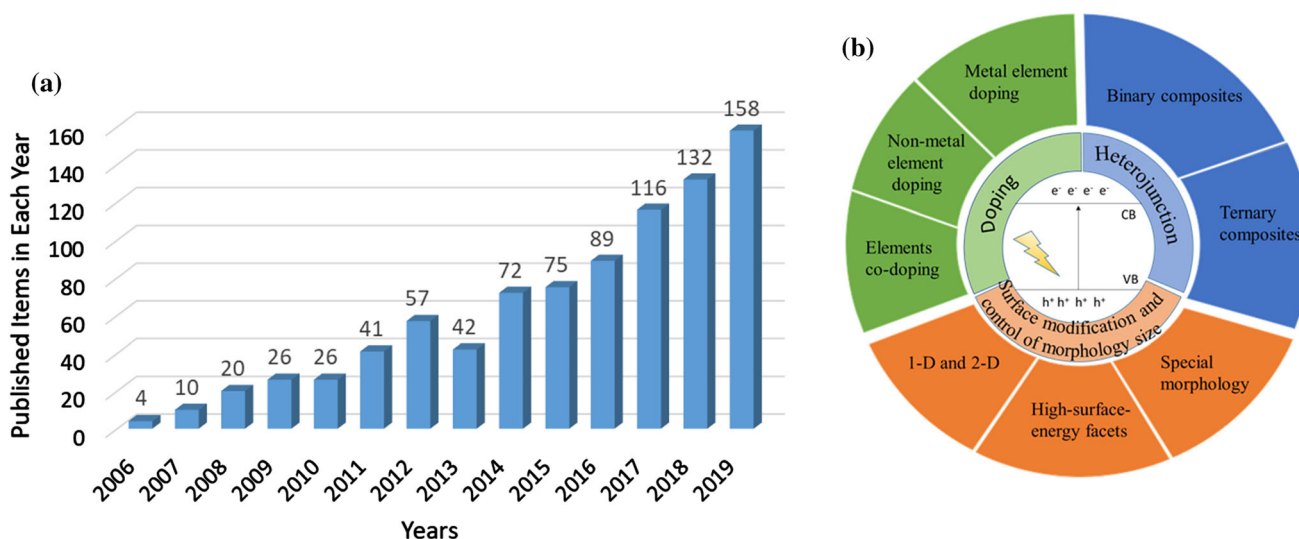 (a)
Published Items in Each Year
160
140
120
100
80
60
40
20
0
4
10
20
26
26
41
57
42
72
75
89
116
132
158
2006
2007
2008
2009
2010
2011
2012
2013
2014
2015
2016
2017
2018
2019
Years
(b)
Metal element
doping
Non-metal
element
doping
Elements
co-doping
Binary composites
Ternary
composites
1-D and 2-D
High-surface-
energy facets
Special
morphology
Doping
Heterojunction
Surface modification and
control of morphology size
e⁻ e⁻ e⁻ e⁻
CB
VB
h⁺ h⁺ h⁺ h⁺